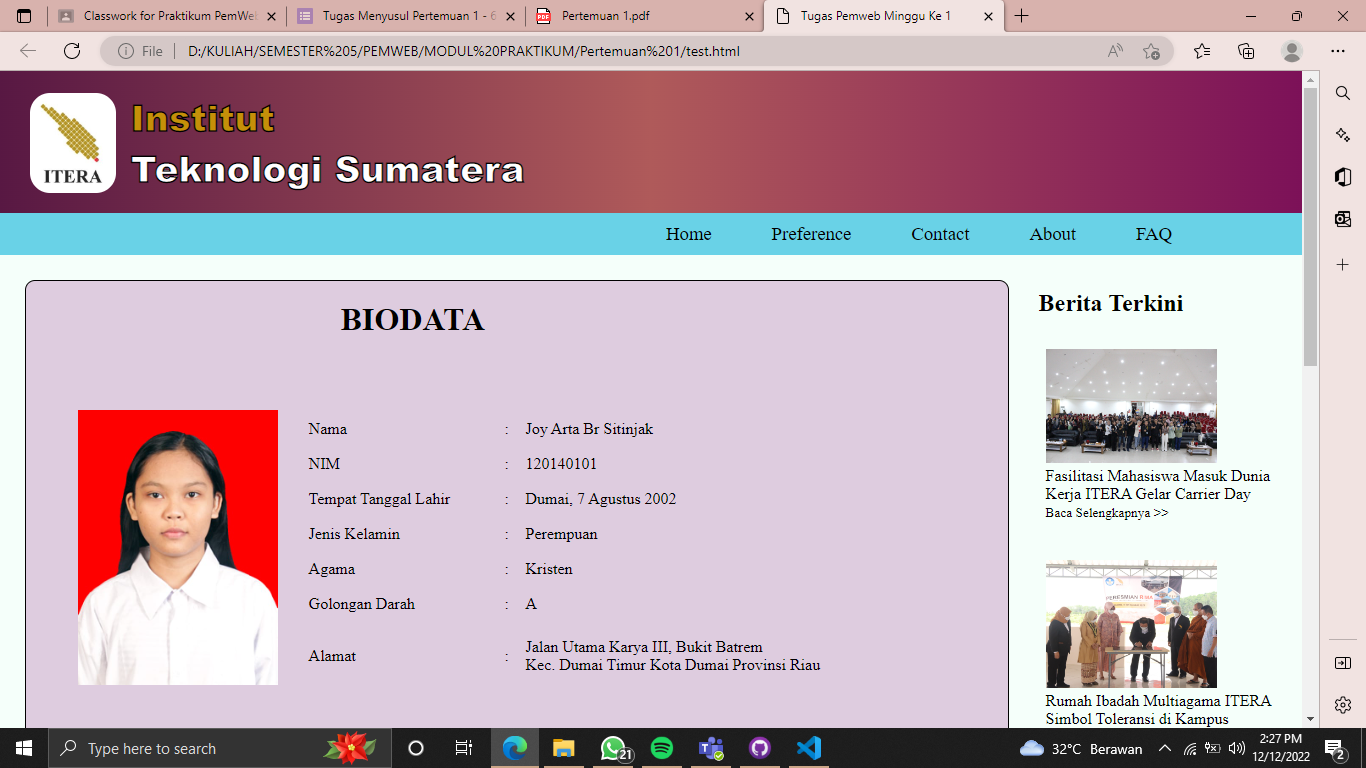 Classwork for Praktikum PemWeb
Tugas Menyusul Pertemuan 1 - 6
PDF
Pertemuan 1.pdf
Tugas Pemweb Minggu Ke 1
File
D:/KULIAH/SEMESTER%205/PEMWEB/MODUL%20PRAKTIKUM/Pertemuan%201/test.html
ITERA
Institut
Teknologi Sumatera
Home Preference Contact About FAQ
BIODATA
Nama : Joy Arta Br Sitinjak
NIM : 120140101
Tempat Tanggal Lahir : Dumai, 7 Agustus 2002
Jenis Kelamin : Perempuan
Agama : Kristen
Golongan Darah : A
Alamat : Jalan Utama Karya III, Bukit Batrem
Kec. Dumai Timur Kota Dumai Provinsi Riau
Berita Terkini
Fasilitasi Mahasiswa Masuk Dunia
Kerja ITERA Gelar Carrier Day
Baca Selengkapnya >>
PERESMIAN RIMA
Rumah Ibadah Multiagama ITERA
Simbol Toleransi di Kampus
Type here to search
21
32°C Berawan
2:27 PM
12/12/2022
2